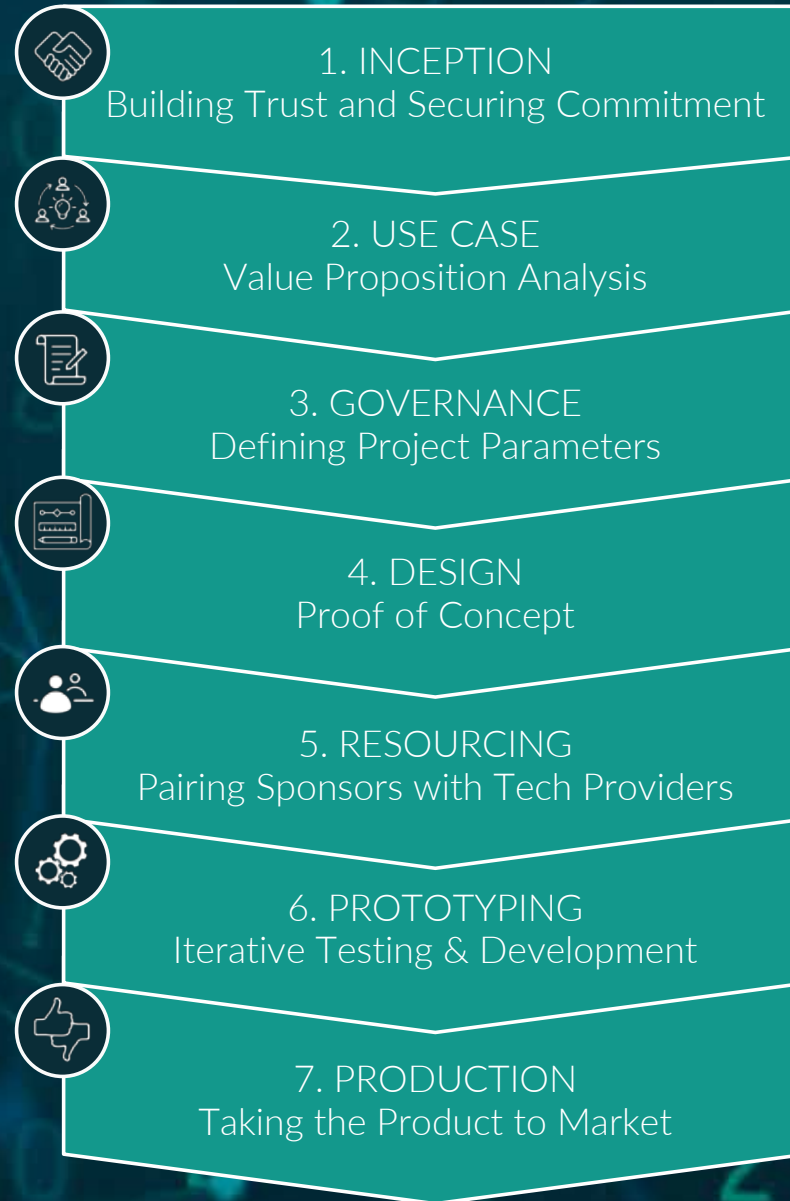 1. INCEPTION
Building Trust and Securing Commitment
2. USE CASE
Value Proposition Analysis
3. GOVERNANCE
Defining Project Parameters
4. DESIGN
Proof of Concept
5. RESOURCING
Pairing Sponsors with Tech Providers
6. PROTOTYPING
Iterative Testing & Development
7. PRODUCTION
Taking the Product to Market